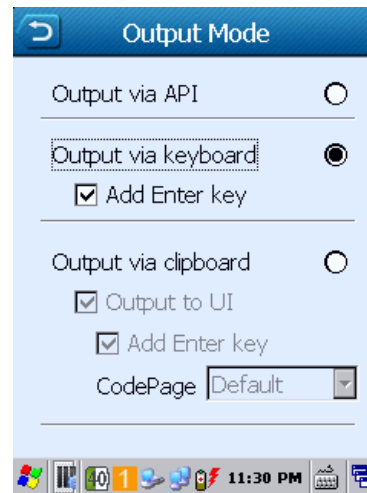 Output Mode
Output via API
Output via keyboard
Add Enter key
Output via clipboard
Output to UI
Add Enter key
CodePage Default
40 1 11:30 PM